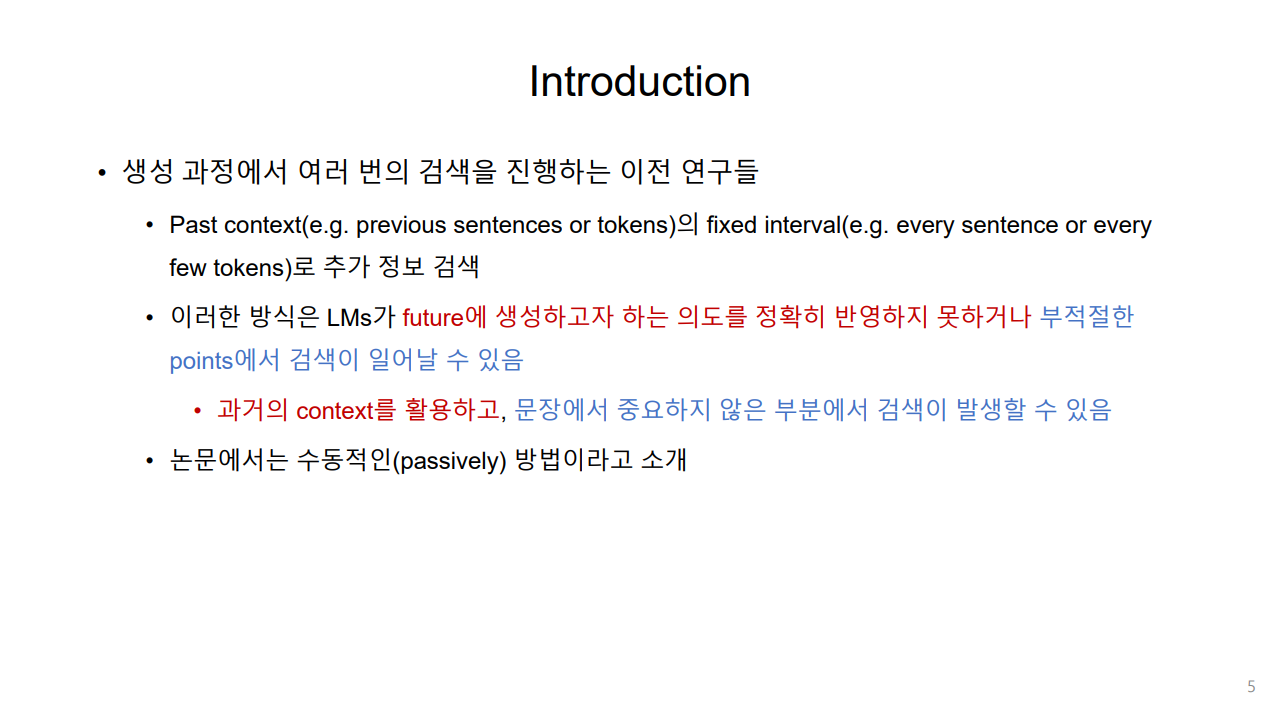 Introduction
• 생성 과정에서 여러 번의 검색을 진행하는 이전 연구들
• Past context(e.g. previous sentences or tokens)의 fixed interval(e.g. every sentence or every
few tokens)로 추가 정보 검색
• 이러한 방식은 LMs가 future에 생성하고자 하는 의도를 정확히 반영하지 못하거나 부적절한
points에서 검색이 일어날 수 있음
• 과거의 context를 활용하고, 문장에서 중요하지 않은 부분에서 검색이 발생할 수 있음
• 논문에서는 수동적인(passively) 방법이라고 소개
5